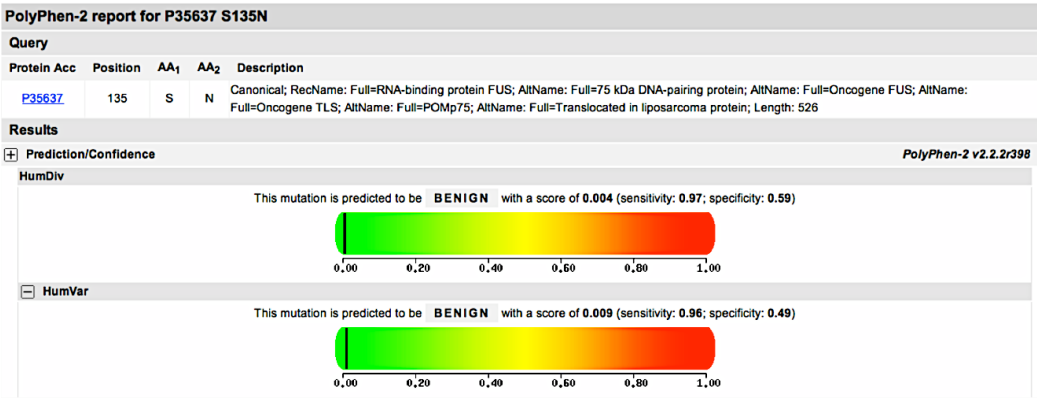 PolyPhen-2 report for P35637 S135N
Query
Protein Acc Position AA1 AA2 Description
P35637 135 S N Canonical; RecName: Full=RNA-binding protein FUS; AltName: Full=75 kDa DNA-pairing protein; AltName: Full=Oncogene FUS; AltName:
Full=Oncogene TLS; AltName: Full=POMp75; AltName: Full=Translocated in liposarcoma protein; Length: 526
Results
+ Prediction/Confidence PolyPhen-2 v2.2.2r398
HumDiv
This mutation is predicted to be BENIGN with a score of 0.004 (sensitivity: 0.97; specificity: 0.59)
0.00 0.20 0.40 0.60 0.80 1.00
- HumVar
This mutation is predicted to be BENIGN with a score of 0.009 (sensitivity: 0.96; specificity: 0.49)
0.00 0.20 0.40 0.60 0.80 1.00